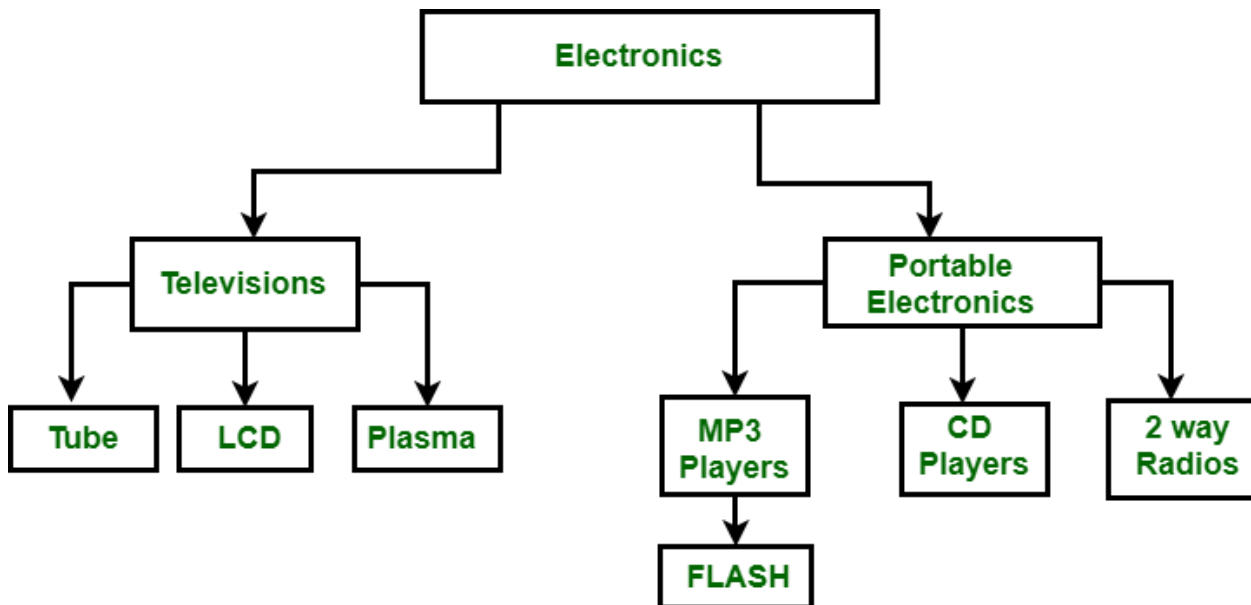 Electronics
Televisions
Portable
Electronics
Tube
LCD
Plasma
MP3
Players
CD
Players
2 way
Radios
FLASH